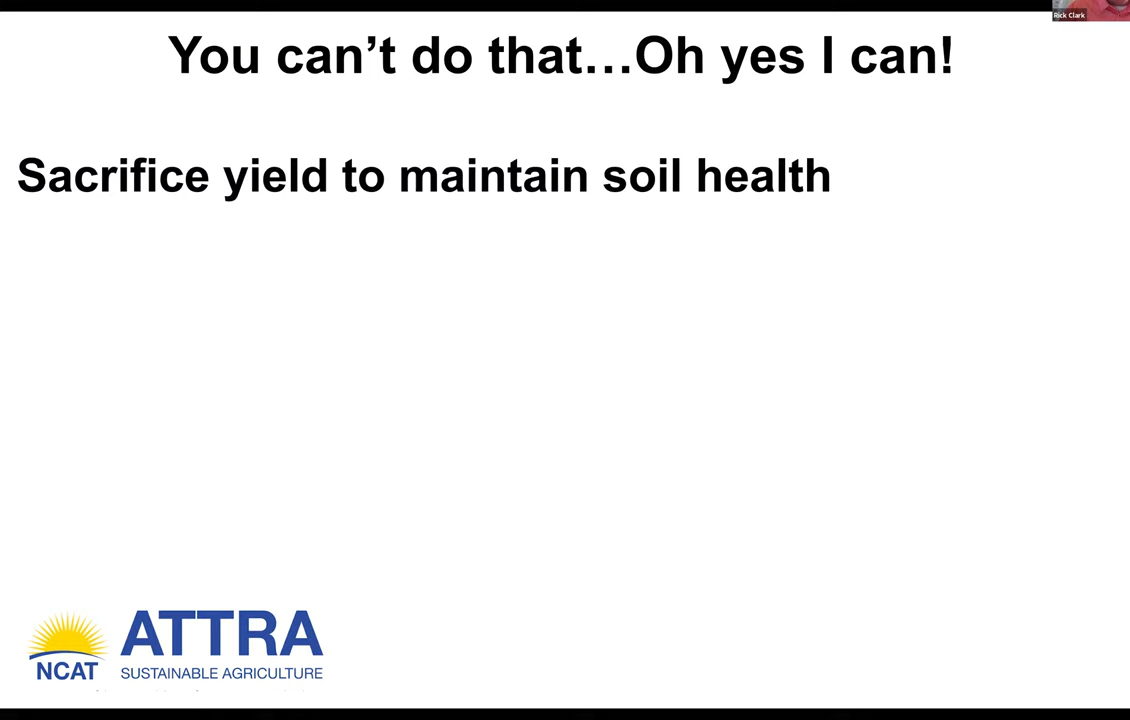 Rick Clark
You can’t do that…Oh yes I can!
Sacrifice yield to maintain soil health
ATTRA
NCAT
SUSTAINABLE AGRICULTURE